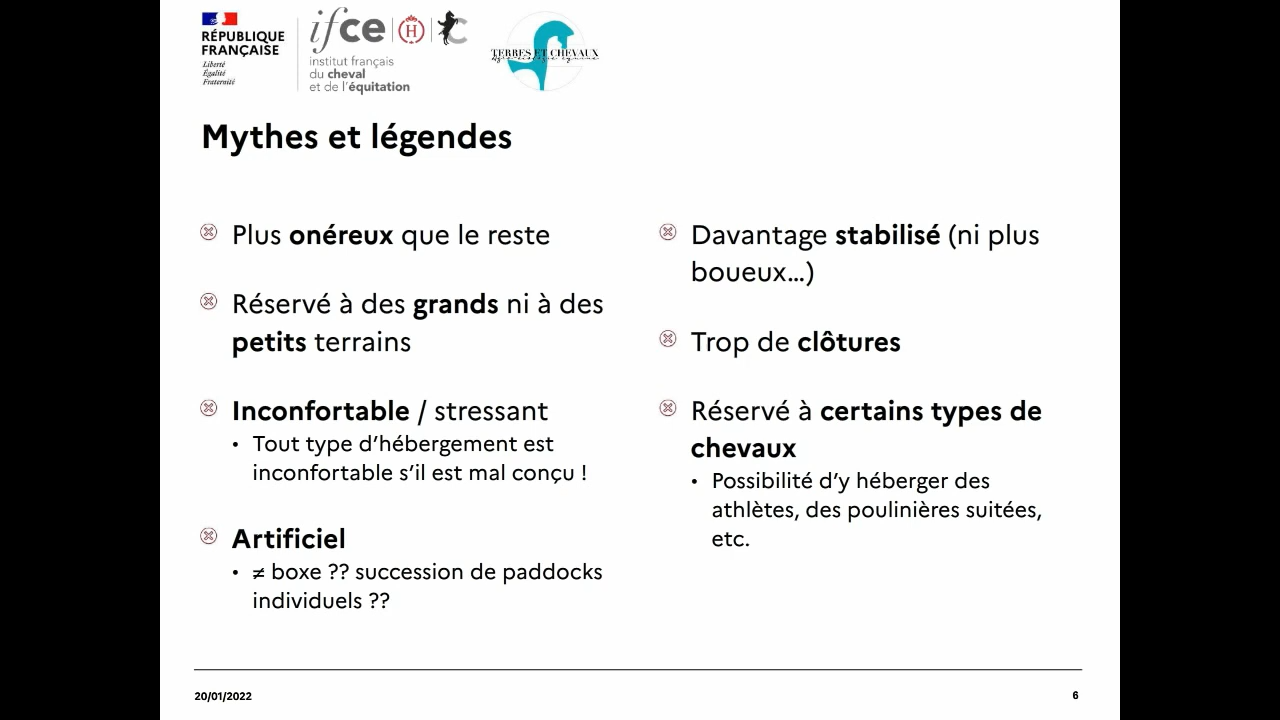 RÉPUBLIQUE
FRANÇAISE
Liberté
Égalité
Fraternité
ifce
institut français
du cheval
et de l'équitation
TERRES ET CHEVAUX
Mythes et légendes
Plus onéreux que le reste
Réservé à des grands ni à des
petits terrains
Inconfortable / stressant
• Tout type d’hébergement est
inconfortable s’il est mal conçu !
Artificiel
• ≠ boxe ?? succession de paddocks
individuels ??
Davantage stabilisé (ni plus
boueux…)
Trop de clôtures
Réservé à certains types de
chevaux
• Possibilité d’y héberger des
athlètes, des poulinières suitées,
etc.
20/01/2022
6